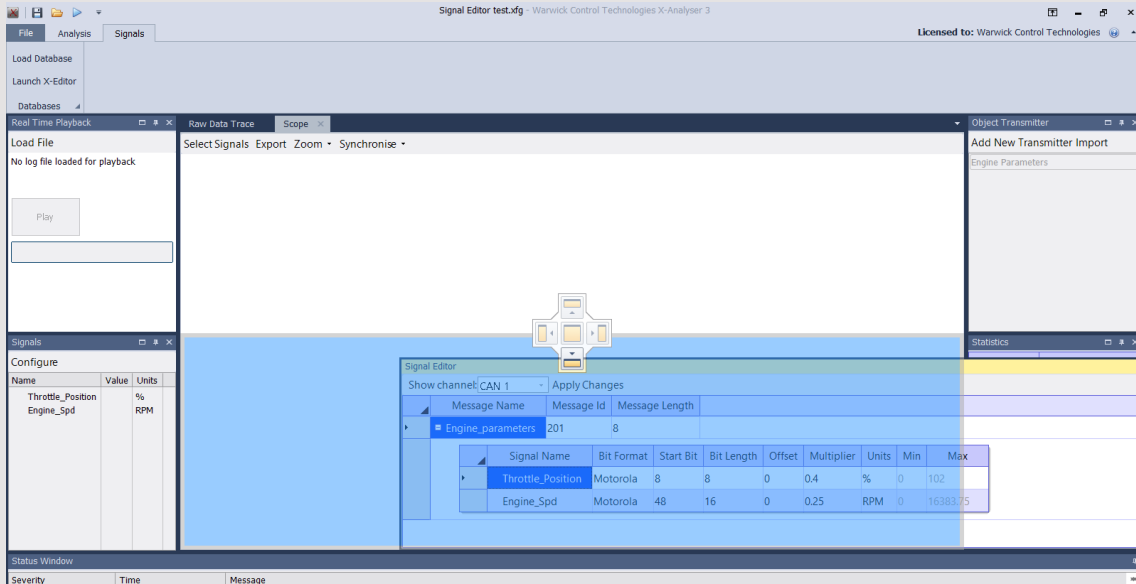 Signal Editor test.xfg - Warwick Control Technologies X-Analyser 3
File Analysis Signals
Licensed to: Warwick Control Technologies
Load Database
Launch X-Editor
Databases
Real Time Playback
Load File
No log file loaded for playback
Play
Raw Data Trace Scope
Select Signals Export Zoom Synchronise
Object Transmitter
Add New Transmitter Import
Engine Parameters
Signals
Configure
Name Value Units
Throttle_Position %
Engine_Spd RPM
Signal Editor
Show channel: CAN 1 Apply Changes
Message Name Message Id Message Length
Engine_parameters 201 8
Signal Name Bit Format Start Bit Bit Length Offset Multiplier Units Min Max
Throttle_Position Motorola 8 8 0 0.4 % 0 102
Engine_Spd Motorola 48 16 0 0.25 RPM 0 16383.75
Statistics
Status Window
Severity Time Message